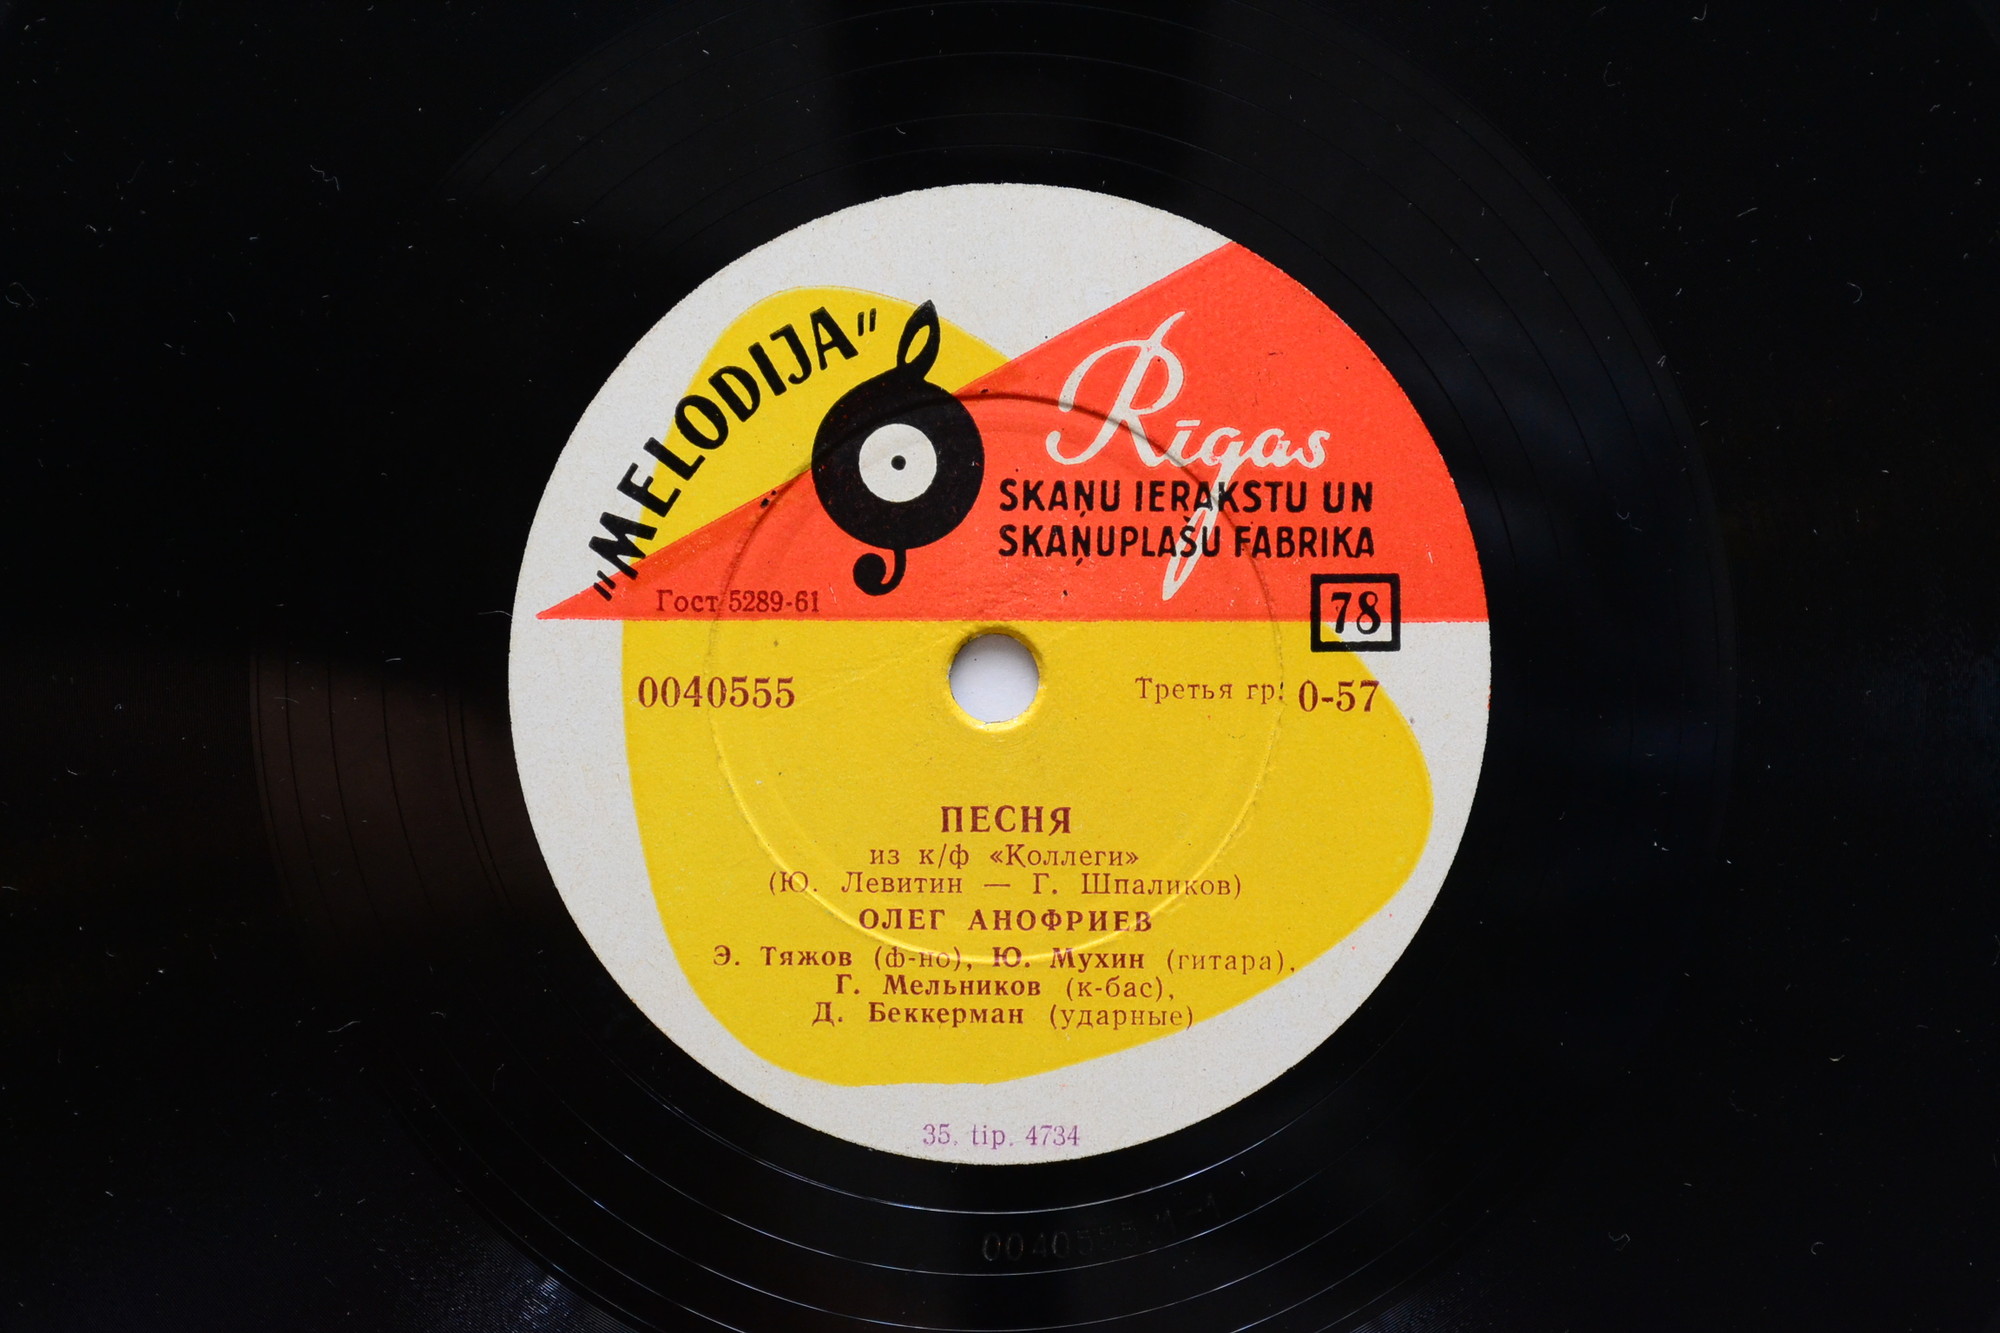 "MELODIJA"
Rīgas
SKAŅU IERAKSTU UN
SKAŅUPLAŠU FABRIKA
Гост 5289-61
78
0040555
Третья гр. 0-57
ПЕСНЯ
из к/ф «Коллеги»
(Ю. Левитин — Г. Шпаликов)
ОЛЕГ АНОФРИЕВ
Э. Тяжов (ф-но), Ю. Мухин (гитара),
Г. Мельников (к-бас),
Д. Беккерман (ударные)
35. tip. 4734